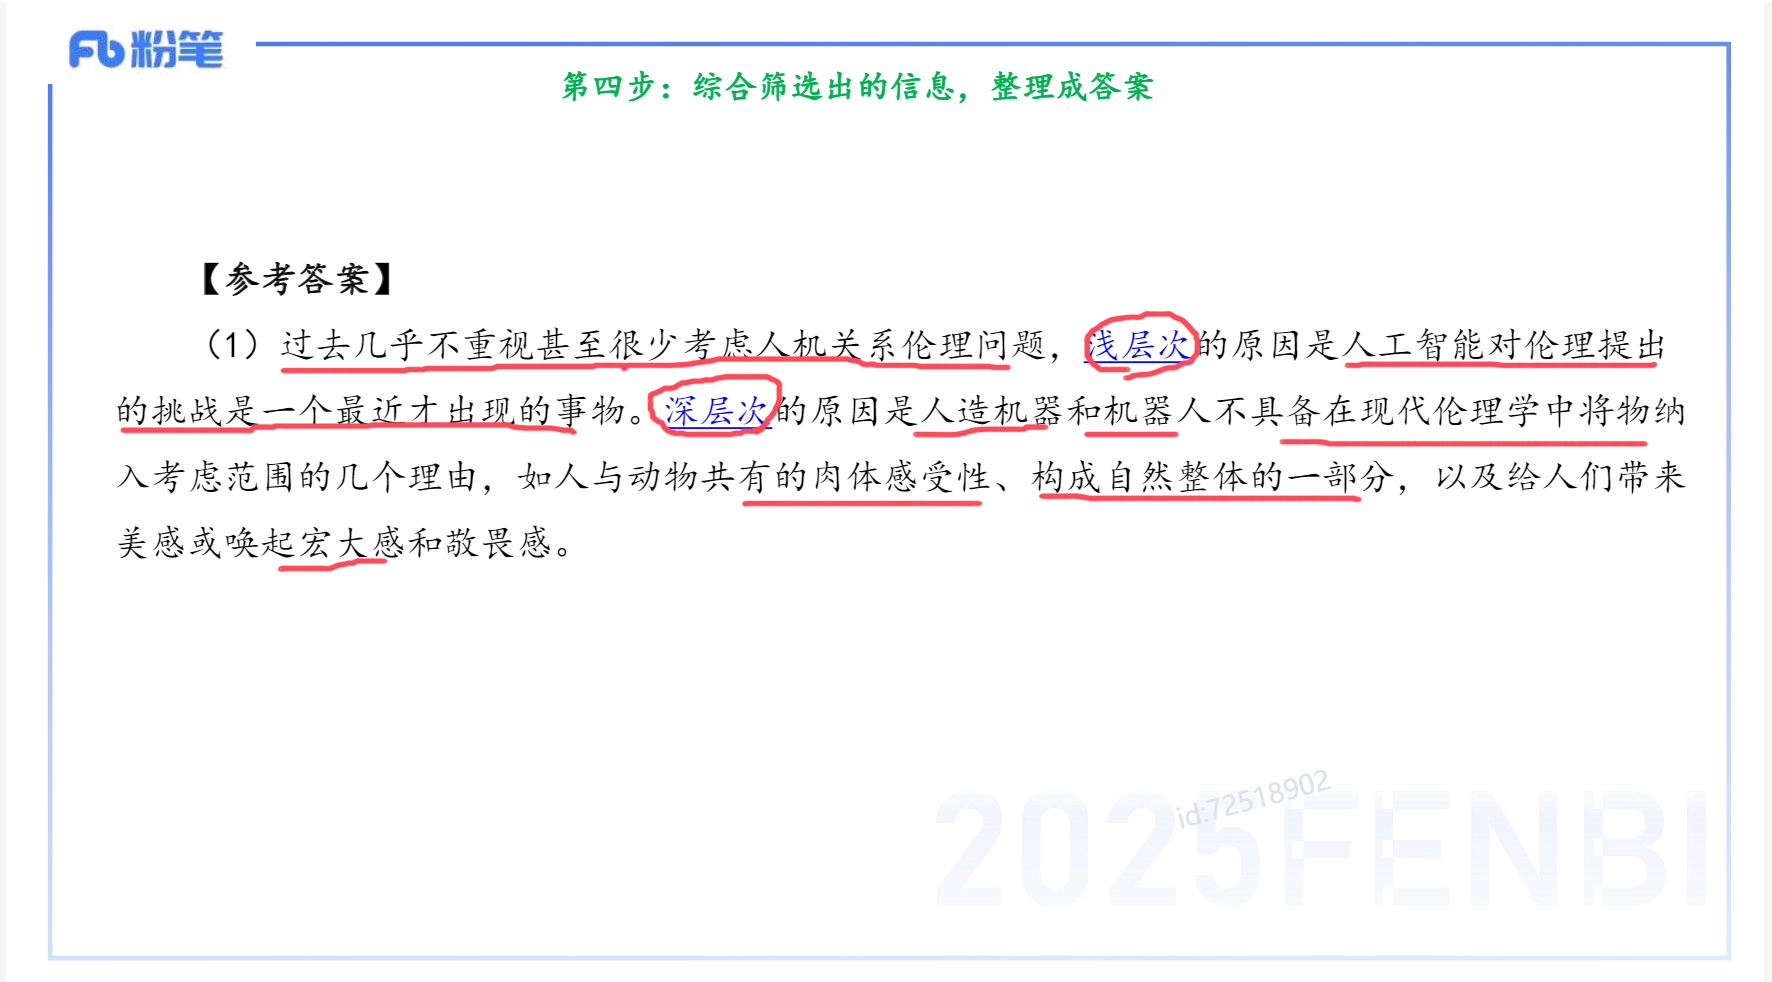 粉笔
第四步：综合筛选出的信息，整理成答案
【参考答案】
（1）过去几乎不重视甚至很少考虑人机关系伦理问题，浅层次的原因是人工智能对伦理提出
的挑战是一个最近才出现的事物。深层次的原因是人造机器和机器人不具备在现代伦理学中将物纳
入考虑范围的几个理由，如人与动物共有的肉体感受性、构成自然整体的一部分，以及给人们带来
美感或唤起宏大感和敬畏感。
id:72518902
2025FENBI